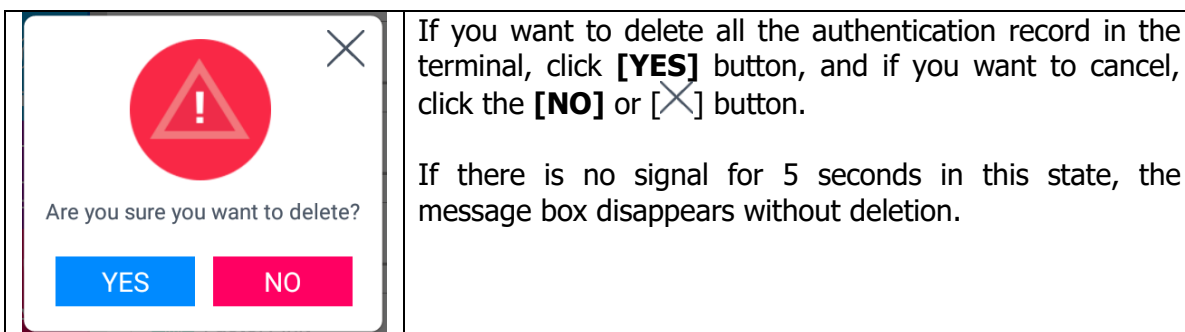 Are you sure you want to delete?
YES NO
If you want to delete all the authentication record in the
terminal, click [YES] button, and if you want to cancel,
click the [NO] or [╳] button.
If there is no signal for 5 seconds in this state, the
message box disappears without deletion.